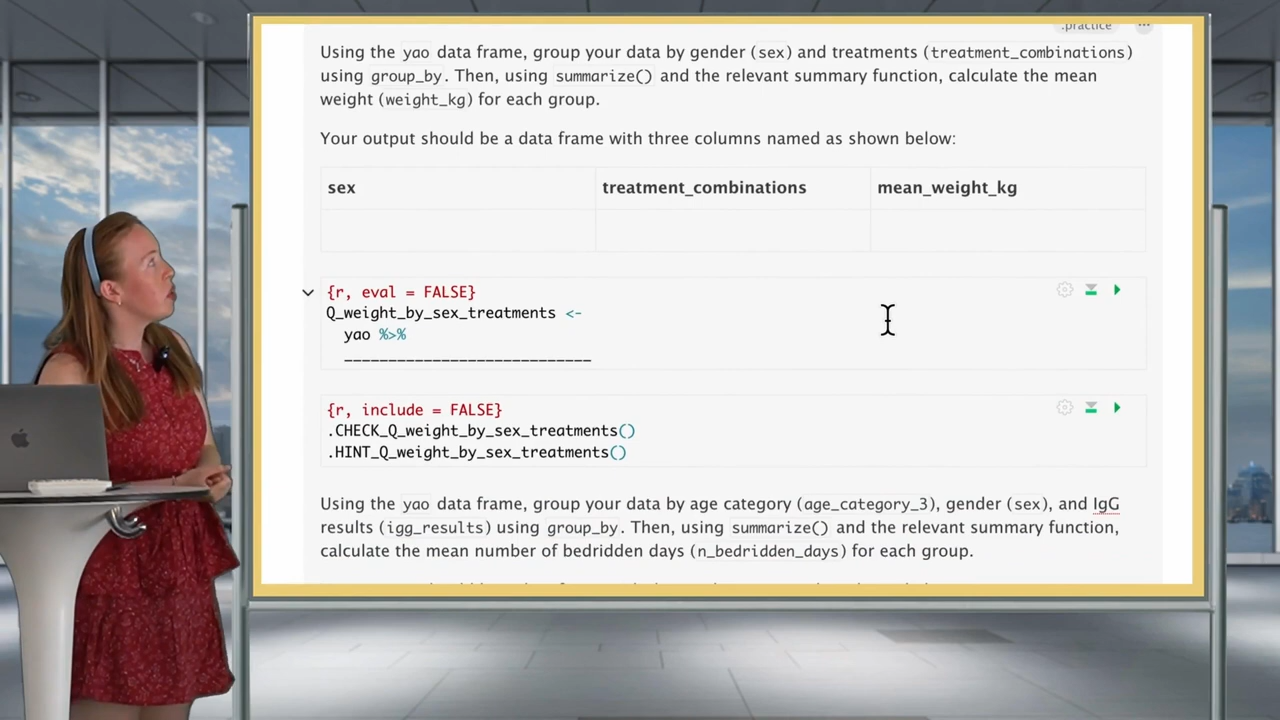 .practice
Using the yao data frame, group your data by gender (sex) and treatments (treatment_combinations)
using group_by. Then, using summarize() and the relevant summary function, calculate the mean
weight (weight_kg) for each group.
Your output should be a data frame with three columns named as shown below:
sex treatment_combinations mean_weight_kg
{r, eval = FALSE}
Q_weight_by_sex_treatments <-
yao %>%
____________________________
{r, include = FALSE}
.CHECK_Q_weight_by_sex_treatments()
.HINT_Q_weight_by_sex_treatments()
Using the yao data frame, group your data by age category (age_category_3), gender (sex), and IgG
results (igg_results) using group_by. Then, using summarize() and the relevant summary function,
calculate the mean number of bedridden days (n_bedridden_days) for each group.